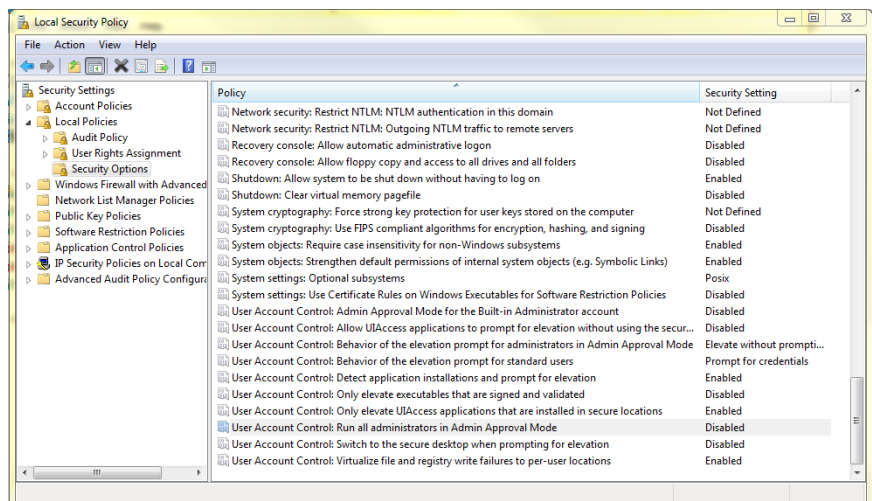 Local Security Policy
File Action View Help
Security Settings
Account Policies
Local Policies
Audit Policy
User Rights Assignment
Security Options
Windows Firewall with Advanced
Network List Manager Policies
Public Key Policies
Software Restriction Policies
Application Control Policies
IP Security Policies on Local Com
Advanced Audit Policy Configura
Policy Security Setting
Network security: Restrict NTLM: NTLM authentication in this domain Not Defined
Network security: Restrict NTLM: Outgoing NTLM traffic to remote servers Not Defined
Recovery console: Allow automatic administrative logon Disabled
Recovery console: Allow floppy copy and access to all drives and all folders Disabled
Shutdown: Allow system to be shut down without having to log on Enabled
Shutdown: Clear virtual memory pagefile Disabled
System cryptography: Force strong key protection for user keys stored on the computer Not Defined
System cryptography: Use FIPS compliant algorithms for encryption, hashing, and signing Disabled
System objects: Require case insensitivity for non-Windows subsystems Enabled
System objects: Strengthen default permissions of internal system objects (e.g. Symbolic Links) Enabled
System settings: Optional subsystems Posix
System settings: Use Certificate Rules on Windows Executables for Software Restriction Policies Disabled
User Account Control: Admin Approval Mode for the Built-in Administrator account Disabled
User Account Control: Allow UIAccess applications to prompt for elevation without using the secur... Disabled
User Account Control: Behavior of the elevation prompt for administrators in Admin Approval Mode Elevate without prompti...
User Account Control: Behavior of the elevation prompt for standard users Prompt for credentials
User Account Control: Detect application installations and prompt for elevation Enabled
User Account Control: Only elevate executables that are signed and validated Disabled
User Account Control: Only elevate UIAccess applications that are installed in secure locations Enabled
User Account Control: Run all administrators in Admin Approval Mode Disabled
User Account Control: Switch to the secure desktop when prompting for elevation Disabled
User Account Control: Virtualize file and registry write failures to per-user locations Enabled